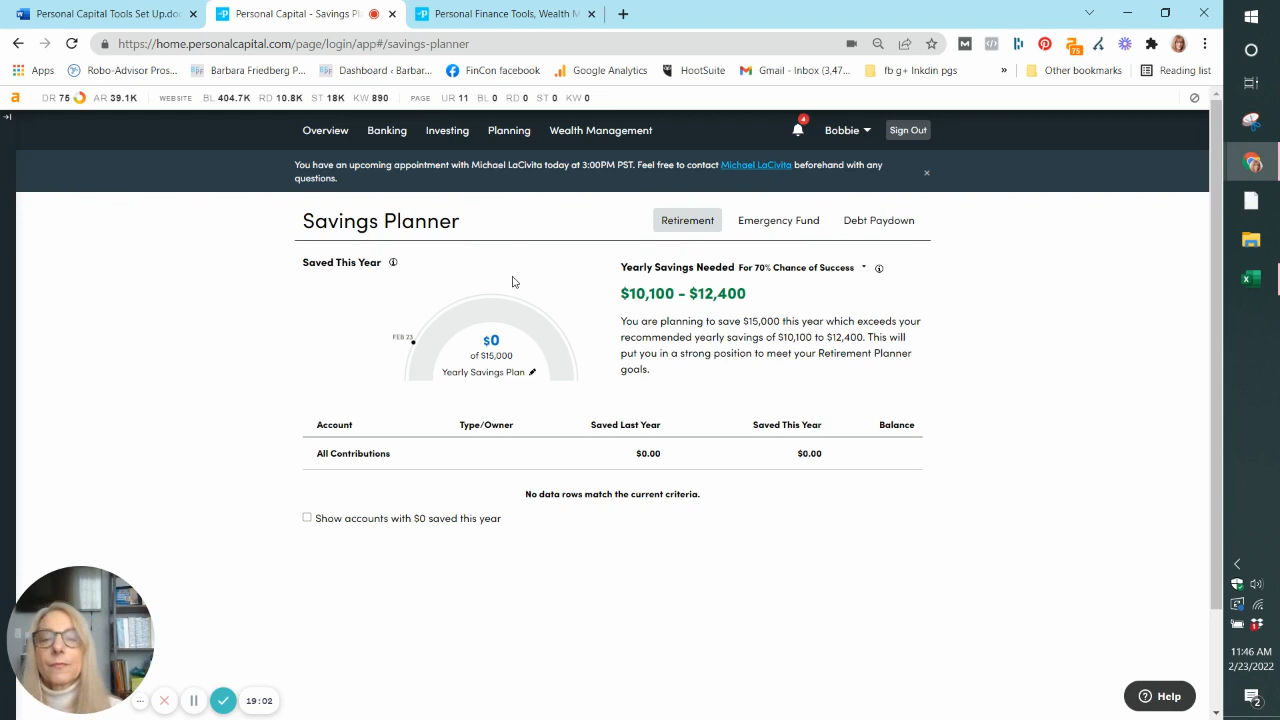 Personal Capital Tools Set Up.do
Personal Capital - Savings Pl
Personal Finance Tools, Wealth M
https://home.personalcapital.com/page/login/app#/savings-planner
75
Apps
Robo-Advisor Pros...
Barbara Friedberg P...
Dashboard ‹ Barbar...
FinCon facebook
Google Analytics
HootSuite
Gmail - Inbox (3,47...
fb g+ lnkdin pgs
»
Other bookmarks
Reading list
DR 75 AR 39.1K WEBSITE BL 404.7K RD 10.8K ST 18K KW 890 PAGE UR 11 BL 0 RD ST 0 KW 0
Overview Banking Investing Planning Wealth Management
4
Bobbie
Sign Out
You have an upcoming appointment with Michael LaCivita today at 3:00PM PST. Feel free to contact Michael LaCivita beforehand with any
questions.
Savings Planner
Retirement Emergency Fund Debt Paydown
Saved This Year
FEB 23
$0
of $15,000
Yearly Savings Plan
Yearly Savings Needed For 70% Chance of Success
$10,100 - $12,400
You are planning to save $15,000 this year which exceeds your
recommended yearly savings of $10,100 to $12,400. This will
put you in a strong position to meet your Retirement Planner
goals.
Account Type/Owner Saved Last Year Saved This Year Balance
All Contributions $0.00 $0.00
No data rows match the current criteria.
Show accounts with $0 saved this year
19:02
Help
11:46 AM
2/23/2022
2